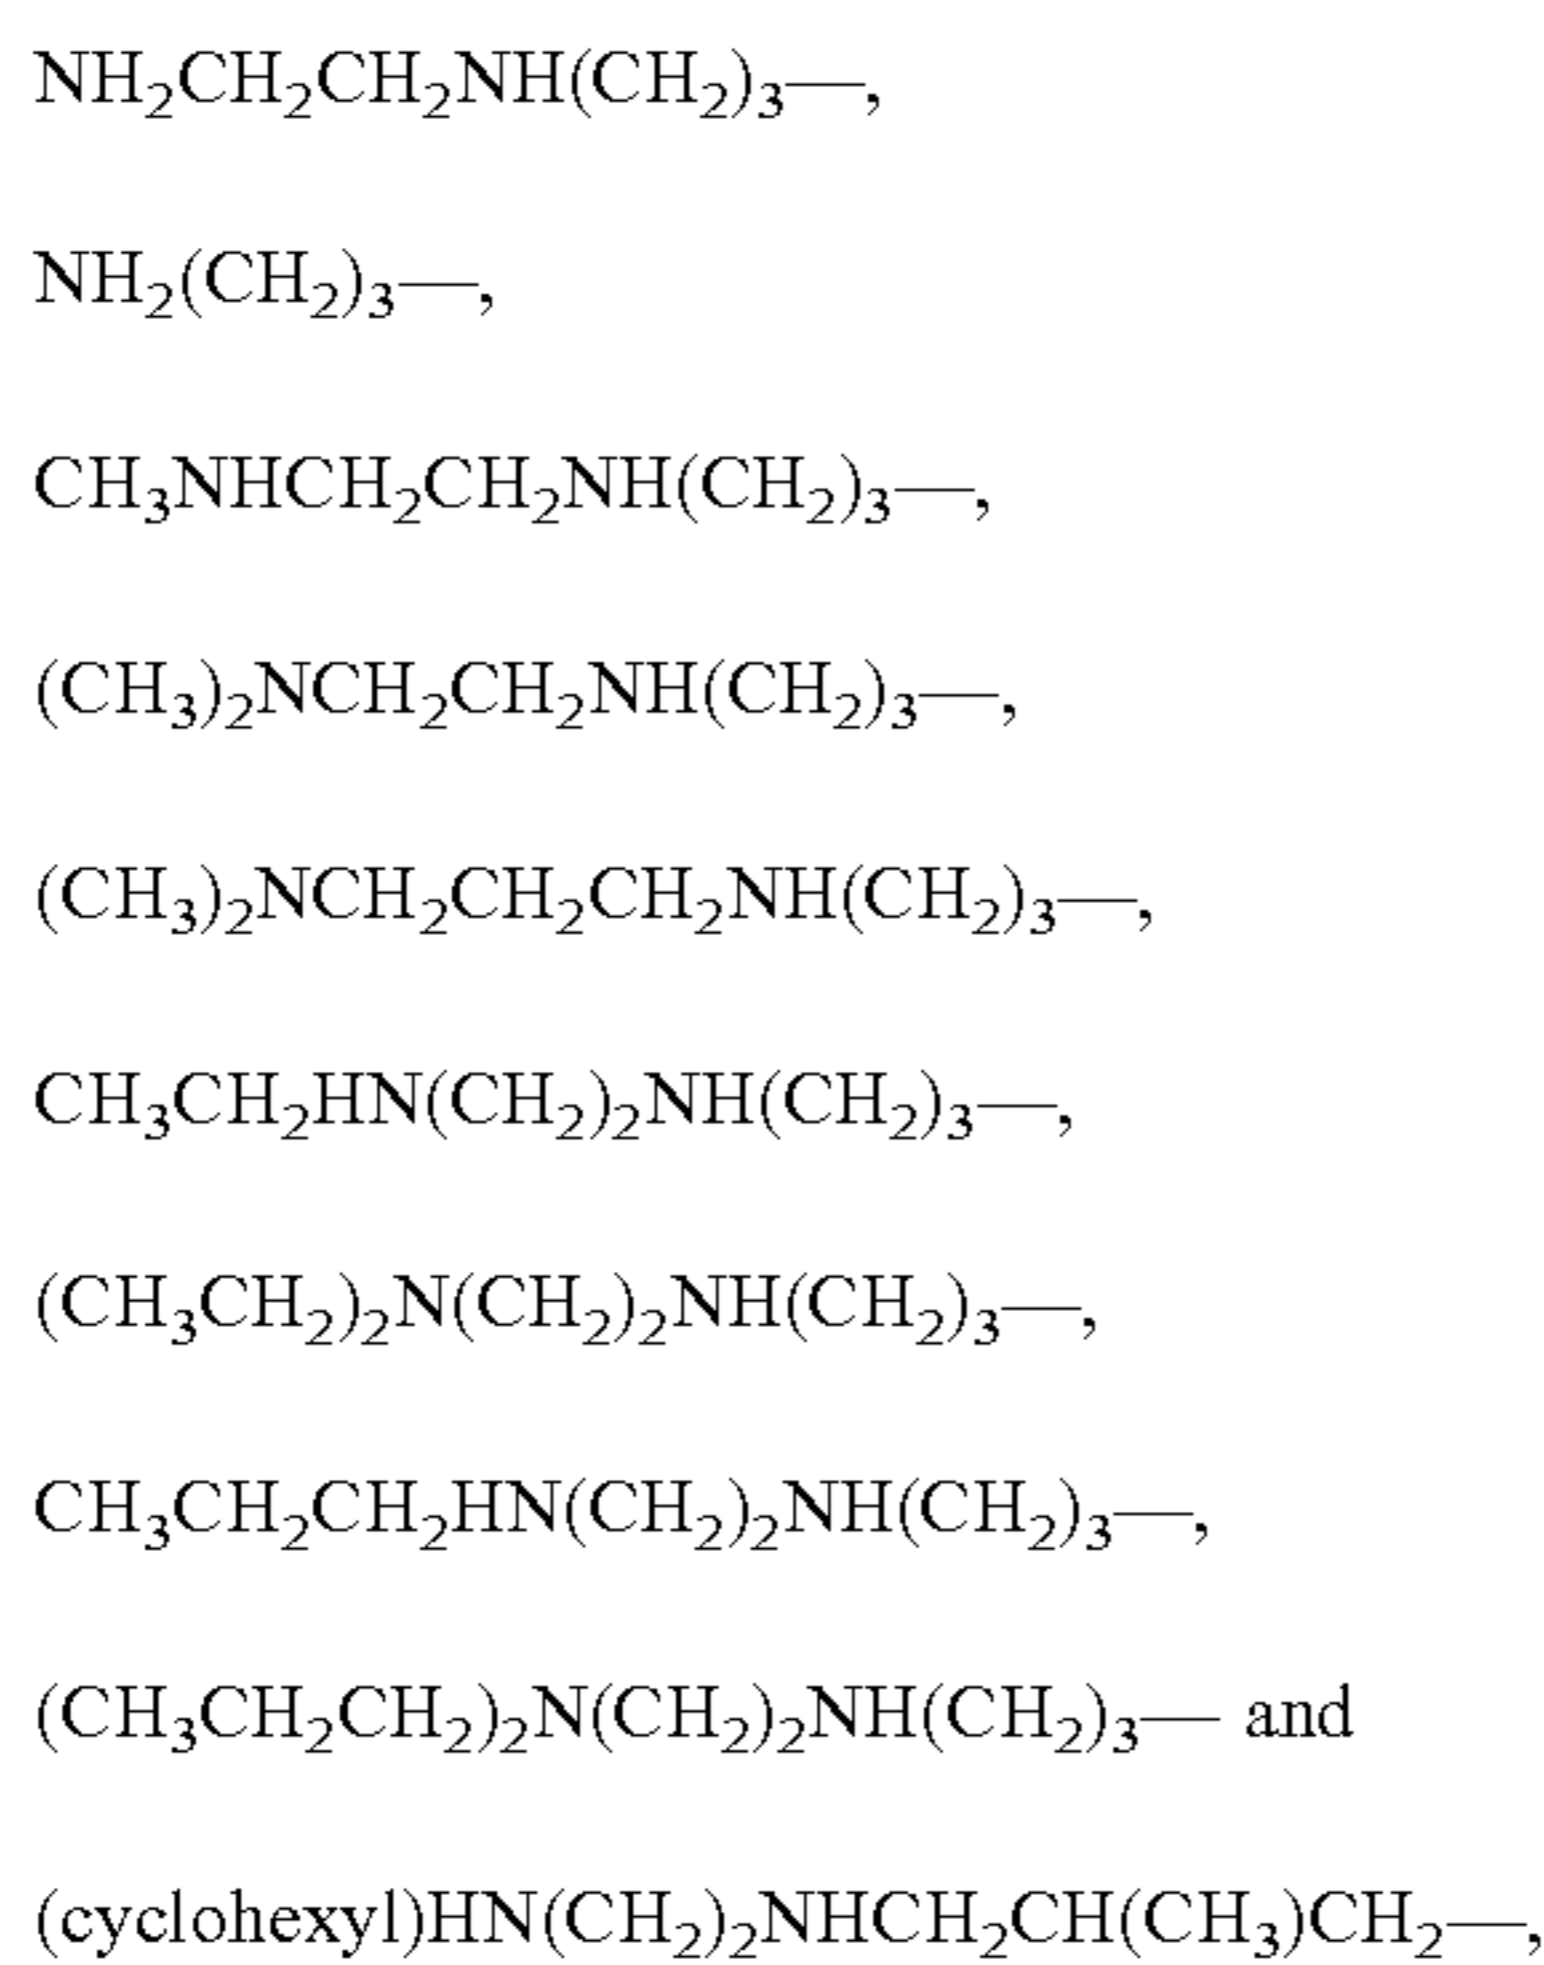 NH₂CH₂CH₂NH(CH₂)₃—,
NH₂(CH₂)₃—,
CH₃NHCH₂CH₂NH(CH₂)₃—,
(CH₃)₂NCH₂CH₂NH(CH₂)₃—,
(CH₃)₂NCH₂CH₂CH₂NH(CH₂)₃—,
CH₃CH₂HN(CH₂)₂NH(CH₂)₃—,
(CH₃CH₂)₂N(CH₂)₂NH(CH₂)₃—,
CH₃CH₂CH₂HN(CH₂)₂NH(CH₂)₃—,
(CH₃CH₂CH₂)₂N(CH₂)₂NH(CH₂)₃— and
(cyclohexyl)HN(CH₂)₂NHCH₂CH(CH₃)CH₂—,